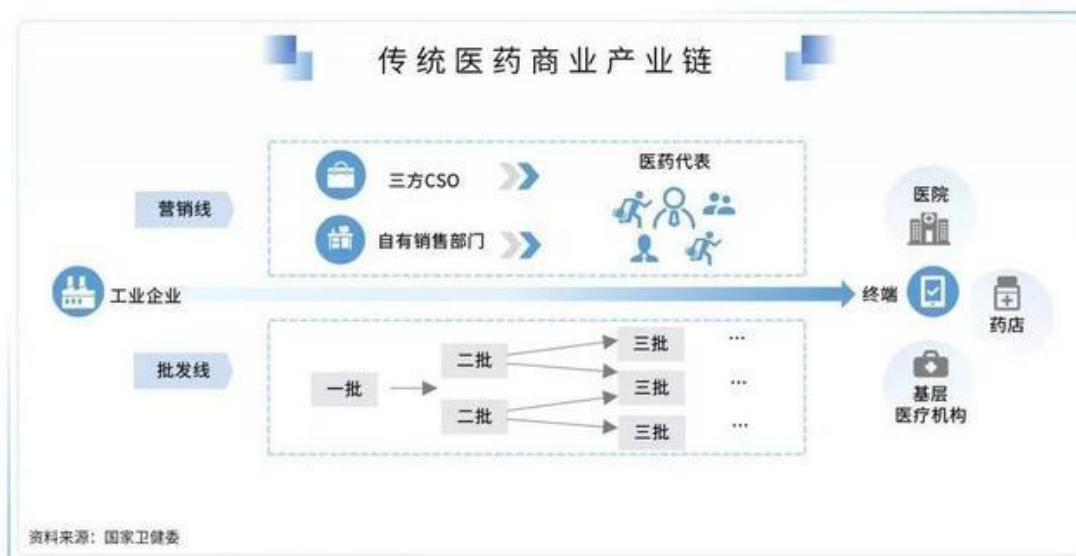 传统医药商业产业链
营销线
三方CSO
自有销售部门
医药代表
工业企业
终端
医院
药店
基层
医疗机构
批发线
一批
二批
二批
三批
三批
三批
...
...
...
资料来源：国家卫健委